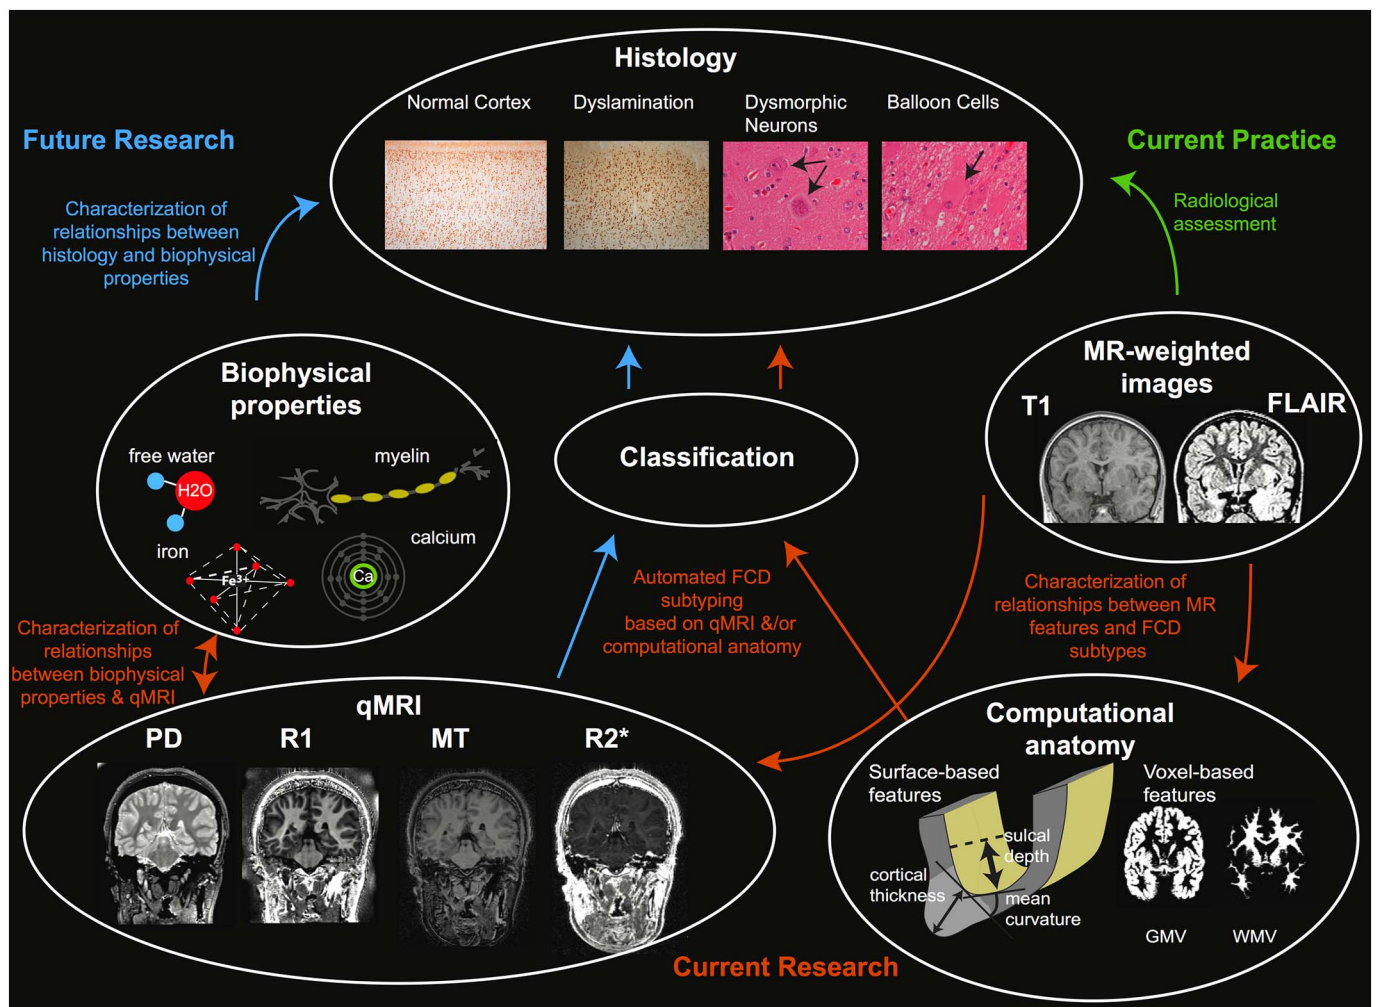 Histology
Normal Cortex
Dyslamination
Dysmorphic
Neurons
Balloon Cells
Future Research
Characterization of
relationships between
histology and biophysical
properties
Current Practice
Radiological
assessment
Biophysical
properties
free water
H2O
myelin
iron
Fe³⁺
calcium
Ca
Classification
MR-weighted
images
T1
FLAIR
Automated FCD
subtyping
based on qMRI &/or
computational anatomy
Characterization of
relationships between MR
features and FCD
subtypes
Characterization of
relationships
between biophysical
properties & qMRI
qMRI
PD
R1
MT
R2*
Computational
anatomy
Surface-based
features
Voxel-based
features
sulcal
depth
cortical
thickness
mean
curvature
GMV
WMV
Current Research